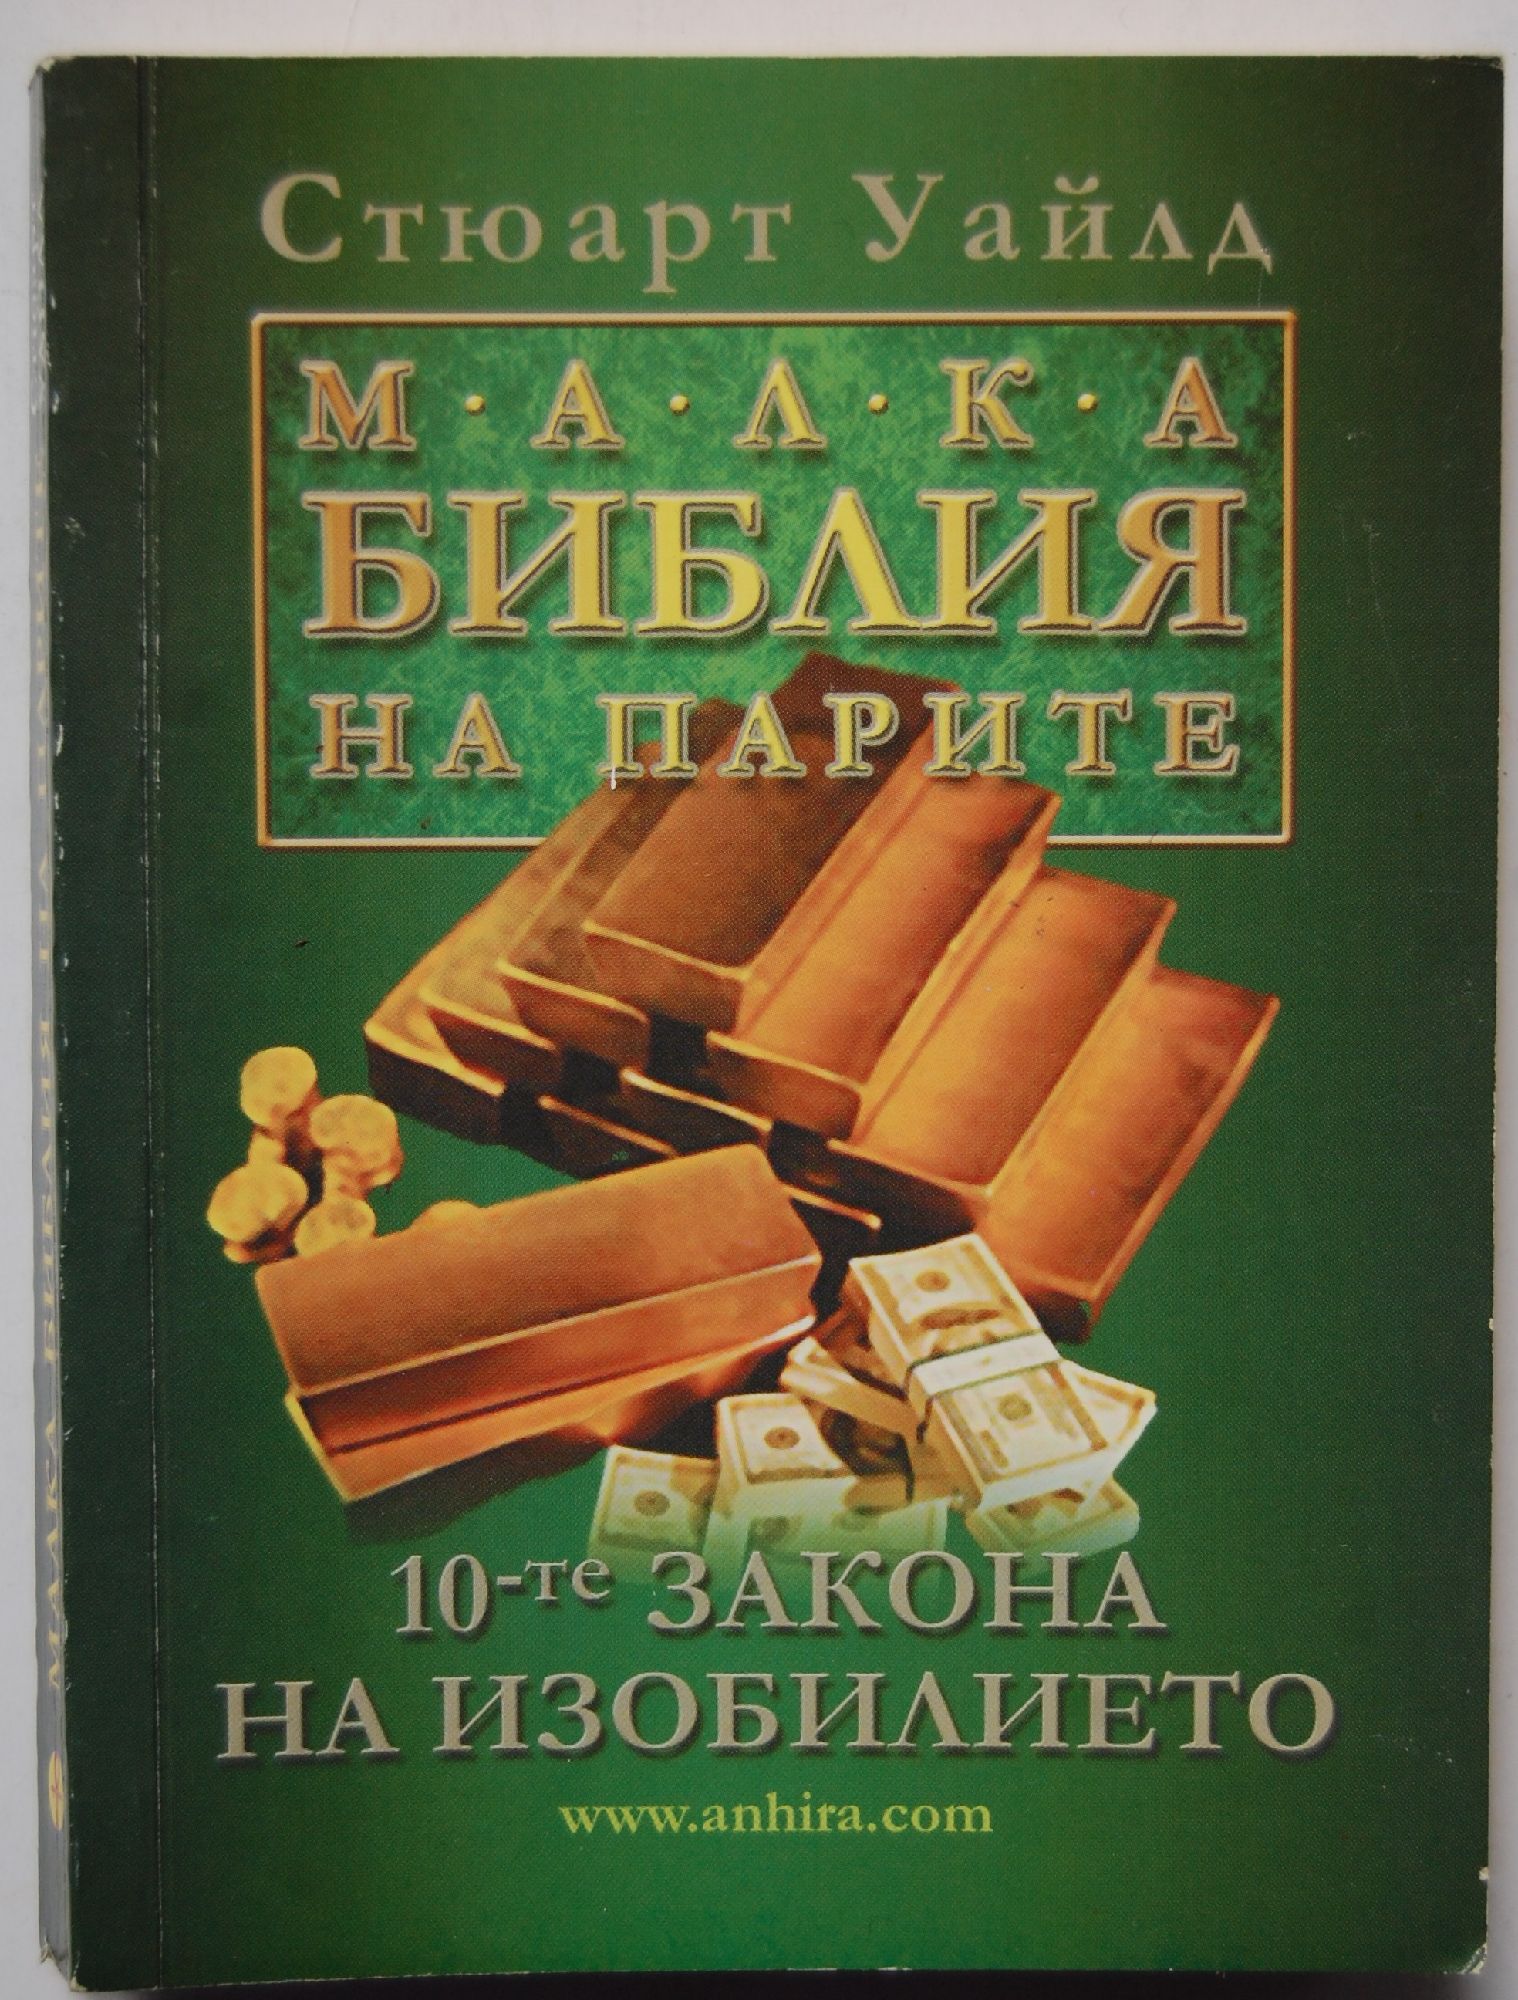 Стюарт Уайлд
М·А·Л·К·А
БИБЛИЯ
НА ПАРИТЕ
10-те ЗАКОНА
НА ИЗОБИЛИЕТО
www.anhira.com
МАЛКА БИБЛИЯ НА ПАРИТЕ